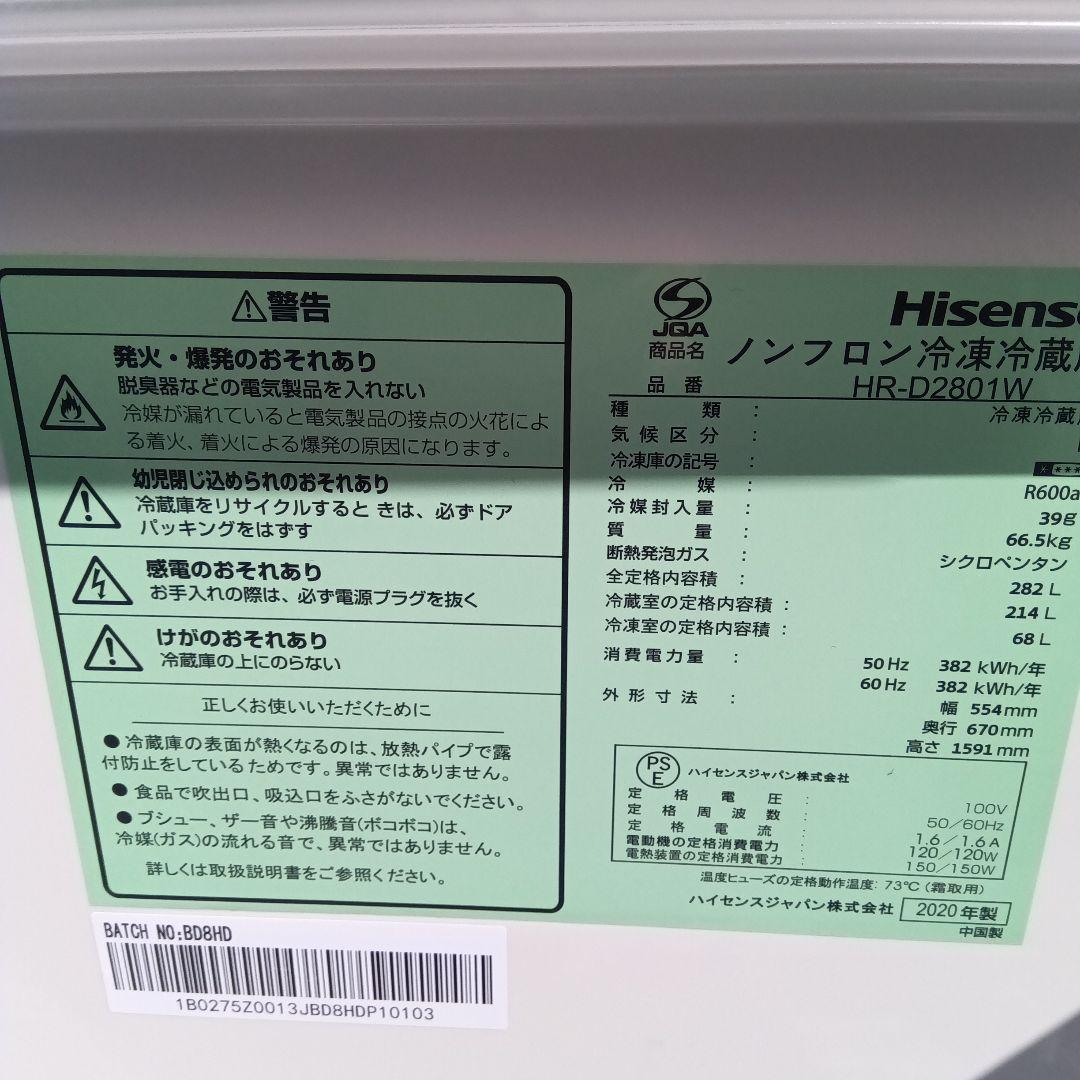 警告
発火・爆発のおそれあり
脱臭器などの電気製品を入れない
冷媒が漏れていると電気製品の接点の火花によ
る着火、着火による爆発の原因になります。
幼児閉じ込められのおそれあり
冷蔵庫をリサイクルすると きは、必ずドア
パッキングをはずす
感電のおそれあり
お手入れの際は、必ず電源プラグを抜く
けがのおそれあり
冷蔵庫の上にのらない
正しくお使いいただくために
●冷蔵庫の表面が熱くなるのは、放熱パイプで露
付防止をしているためです。異常ではありません。
●食品で吹出口、吸込口をふさがないでください。
●ブシュー、ザー音や沸騰音(ボコボコ)は、
冷媒(ガス)の流れる音で、異常ではありません。
詳しくは取扱説明書をご参照ください。
BATCH NO:BD8HD
1B0275Z0013JBD8HDP10103
JQA
Hisens
商品名 ノンフロン冷凍冷蔵
品番 HR-D2801W
種類 : 冷凍冷蔵
気候区分 :
冷凍庫の記号 : * ***
冷媒 : R600a
冷媒封入量 : 39g
質量 : 66.5kg
断熱発泡ガス : シクロペンタン
全定格内容積 : 282 L
冷蔵室の定格内容積 : 214 L
冷凍室の定格内容積 : 68 L
消費電力量 : 50Hz 382 kWh/年
60Hz 382 kWh/年
外形寸法 : 幅 554mm
奥行 670mm
高さ 1591mm
PS E ハイセンスジャパン株式会社
定格電圧 : 100V
定格周波数 : 50/60Hz
定格電流 : 1.6/1.6A
電動機の定格消費電力 : 120/120W
電熱装置の定格消費電力 : 150/150W
温度ヒューズの定格動作温度: 73℃(霜取用)
ハイセンスジャパン株式会社 2020年製
中国製